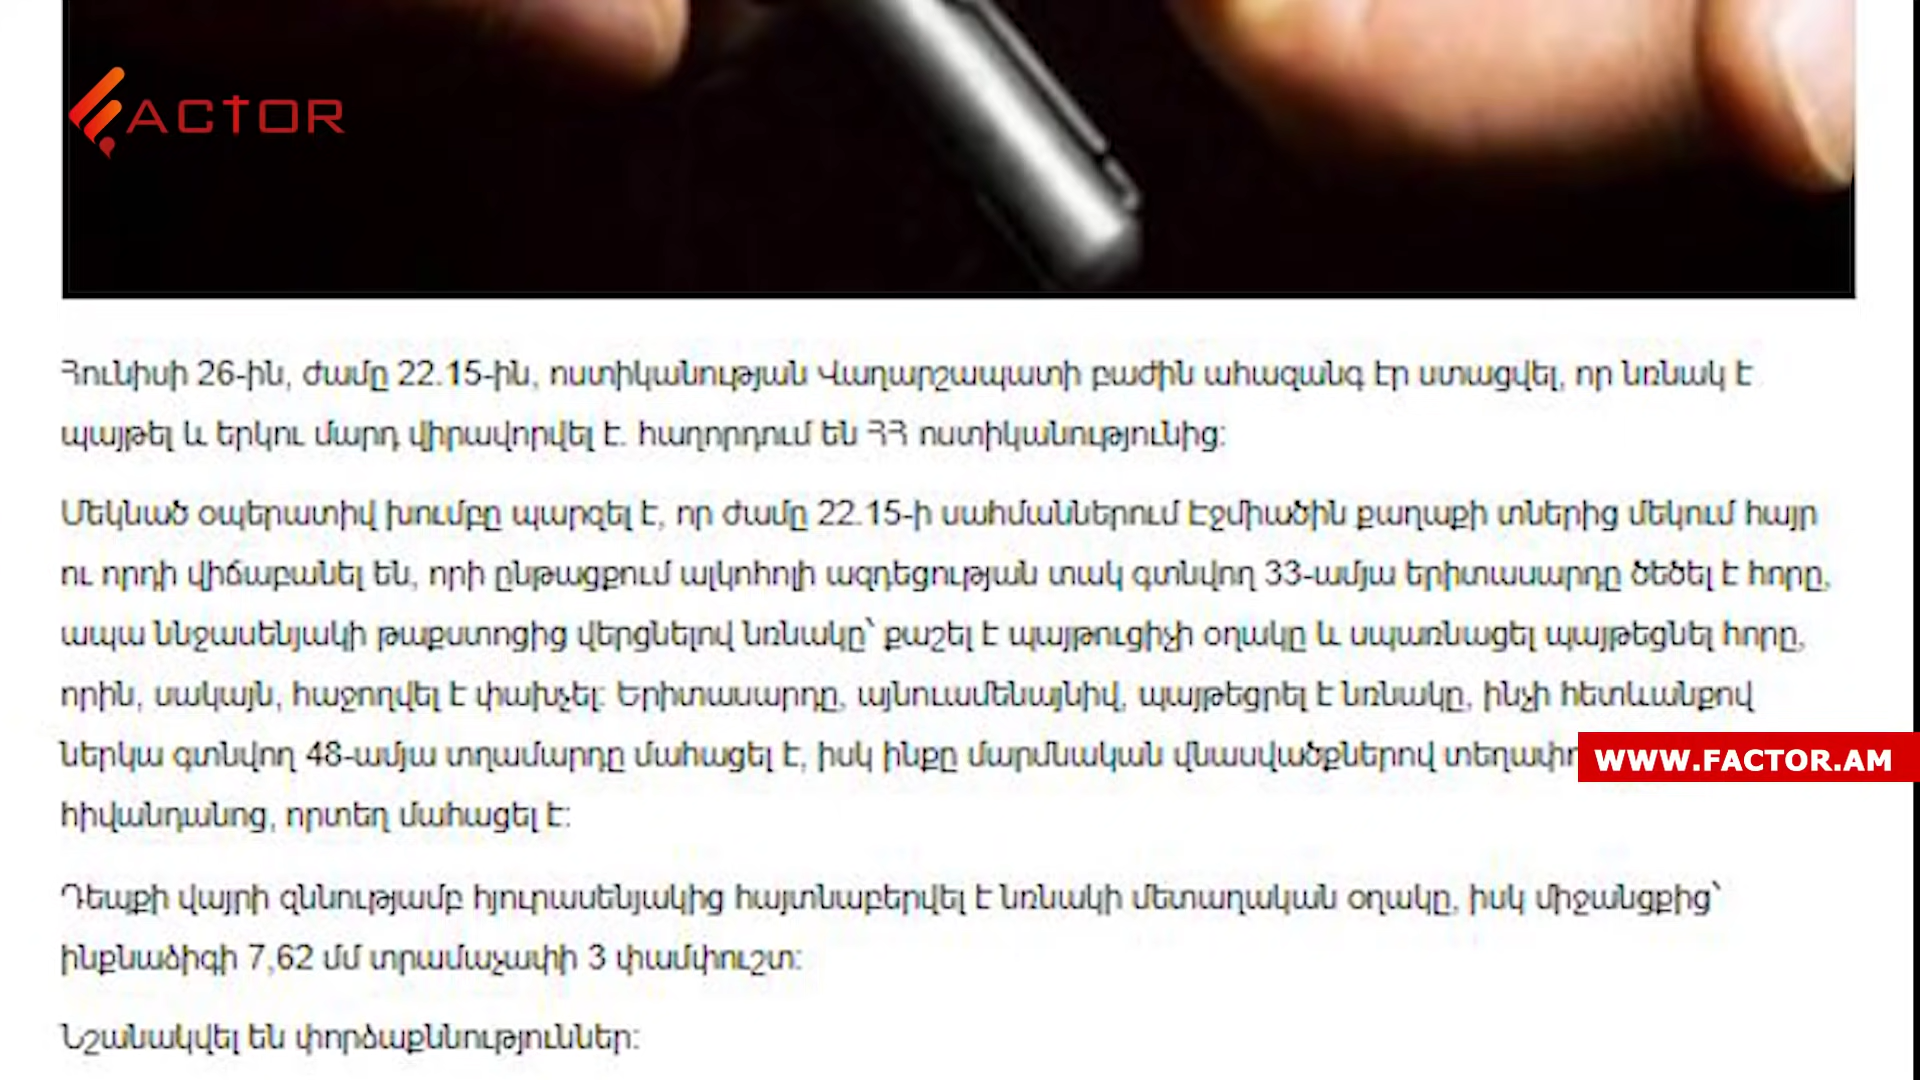 FACTOR
Հունիսի 26-ին, ժամը 22.15-ին, ոստիկանության Վաղարշապատի բաժին ահազանգ էր ստացվել, որ նռնակ է
պայթել և երկու մարդ վիրավորվել է. հաղորդում են ՀՀ ոստիկանությունից:
Մեկնած օպերատիվ խումբը պարզել է, որ ժամը 22.15-ի սահմաններում Էջմիածին քաղաքի տներից մեկում հայր
ու որդի վիճաբանել են, որի ընթացքում ալկոհոլի ազդեցության տակ գտնվող 33-ամյա երիտասարդը ծեծել է հորը,
ապա ննջասենյակի թաքստոցից վերցնելով նռնակը՝ քաշել է պայթուցիչի օղակը և սպառնացել պայթեցնել հորը,
որին, սակայն, հաջողվել է փախչել: Երիտասարդը, այնուամենայնիվ, պայթեցրել է նռնակը, ինչի հետևանքով
ներկա գտնվող 48-ամյա տղամարդը մահացել է, իսկ ինքը մարմնական վնասվածքներով
WWW.FACTOR.AM
հիվանդանոց, որտեղ մահացել է:
Դեպքի վայրի զննությամբ հյուրասենյակից հայտնաբերվել է նռնակի մետաղական օղակը, իսկ միջանցքից՝
ինքնաձիգի 7,62 մմ տրամաչափի 3 փամփուշտ:
Նշանակվել են փորձաքննություններ: